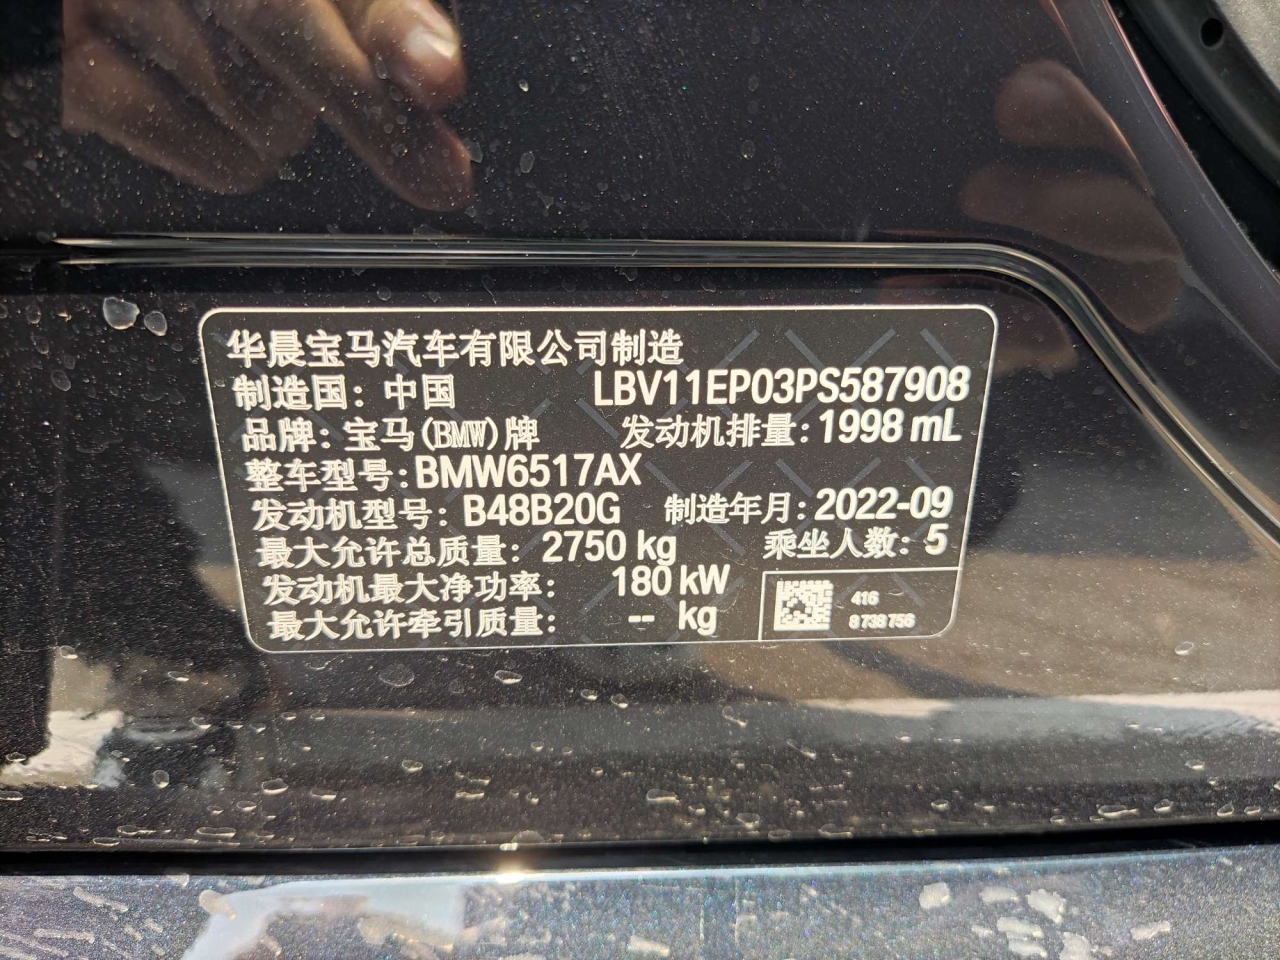 华晨宝马汽车有限公司制造
制造国：中国 LBV11EP03PS587908
品牌：宝马(BMW)牌 发动机排量：1998 mL
整车型号：BMW6517AX
发动机型号：B48B20G 制造年月：2022-09
最大允许总质量：2750 kg 乘坐人数：5
发动机最大净功率：180 kW
最大允许牵引质量：-- kg
416
8 738 756